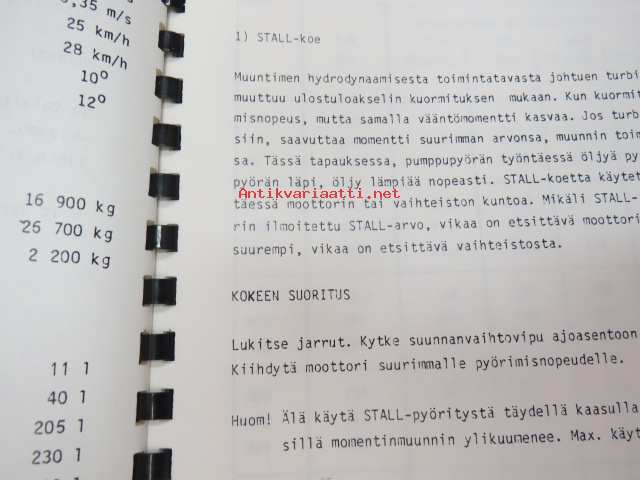 ,35 m/s
25 km/h
28 km/h
10°
12°
16 900 kg
26 700 kg
2 200 kg
11 l
40 l
205 l
230 l
1) STALL-koe
Muuntimen hydrodynaamisesta toimintatavasta johtuen turbi
muuttuu ulostuloakselin kuormituksen mukaan. Kun kuormit
misnopeus, mutta samalla vääntömomentti kasvaa. Jos turb
siin, saavuttaa momentti suurimman arvonsa, muunnin toim
sa. Tässä tapauksessa, pumppupyörän työntäessä öljyä py
pyörän läpi, öljy lämpiää nopeasti. STALL-koetta käytet
Antikvariaatti.net
täessä moottorin tai vaihteiston kuntoa. Mikäli STALL-
rin ilmoitettu STALL-arvo, vikaa on etsittävä moottori
suurempi, vikaa on etsittävä vaihteistosta.
KOKEEN SUORITUS
Lukitse jarrut. Kytke suunnanvaihtovipu ajoasentoon
Kiihdytä moottori suurimmalle pyörimisnopeudelle.
Huom! Älä käytä STALL-pyöritystä täydellä kaasulla
sillä momentinmuunnin ylikuumenee. Max. käyt